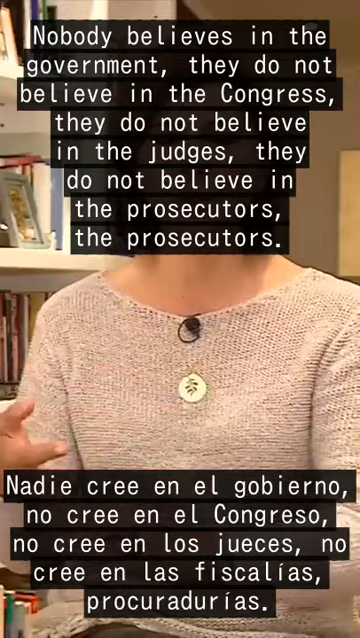 Nobody believes in the
government, they do not
believe in the Congress,
they do not believe
in the judges, they
do not believe in
the prosecutors,
the prosecutors.
Nadie cree en el gobierno,
no cree en el Congreso,
no cree en los jueces, no
cree en las fiscalías,
procuradurías.